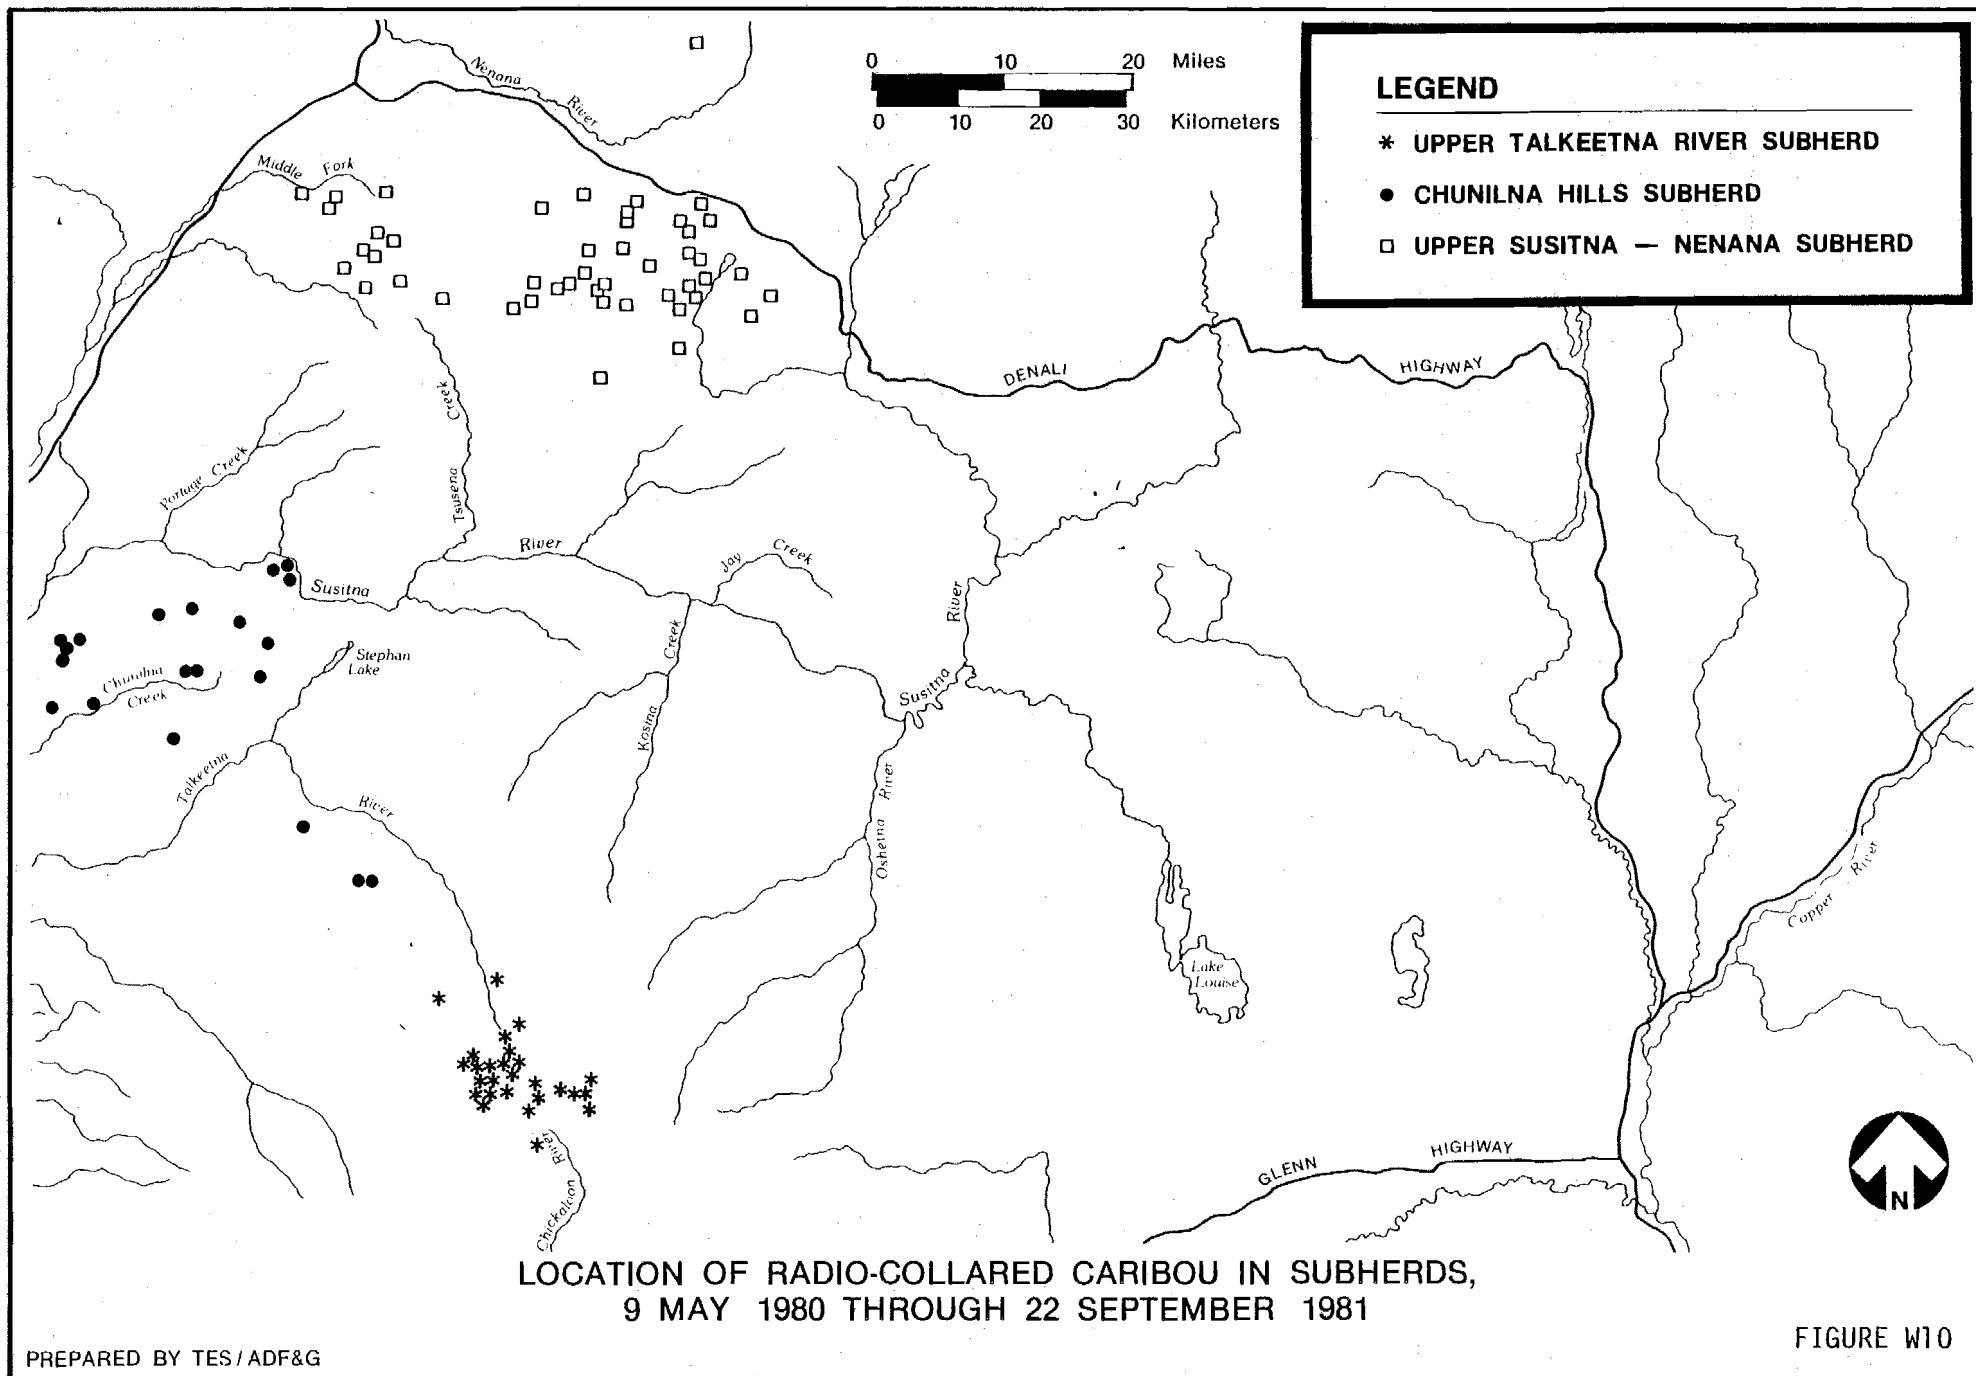 Nenana
River
0 10 20 Miles
0 10 20 30 Kilometers
LEGEND
* UPPER TALKEETNA RIVER SUBHERD
● CHUNILNA HILLS SUBHERD
□ UPPER SUSITNA — NENANA SUBHERD
Middle Fork
DENALI
HIGHWAY
Tsusena Creek
Portage Creek
River
Jay Creek
Susitna
River
Stephan
Lake
Kosina Creek
Susitna
Chunilna
Creek
Talkeetna
River
Oshetna River
Copper River
Lake
Louise
Chickaloon River
GLENN
HIGHWAY
N
LOCATION OF RADIO-COLLARED CARIBOU IN SUBHERDS,
9 MAY 1980 THROUGH 22 SEPTEMBER 1981
FIGURE W10
PREPARED BY TES/ADF&G